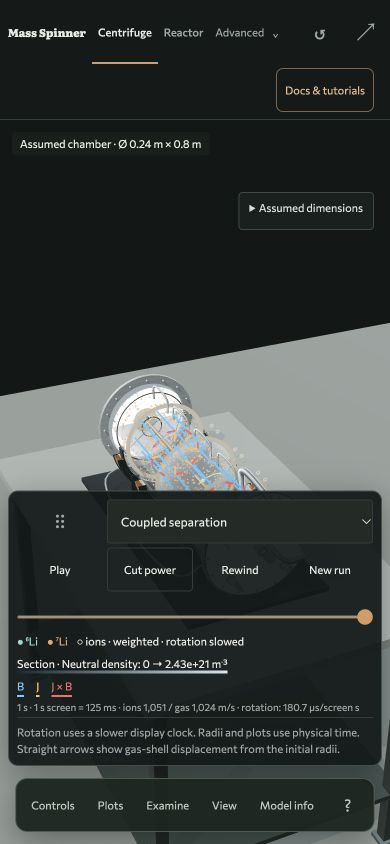 Mass Spinner Centrifuge Reactor Advanced
Docs & tutorials
Assumed chamber · Ø 0.24 m × 0.8 m
▶ Assumed dimensions
Coupled separation
Play Cut power Rewind New run
● ⁶Li ● ⁷Li ○ ions · weighted · rotation slowed
Section · Neutral density: 0 → 2.43e+21 m⁻³
B J J × B
1 s · 1 s screen = 125 ms · ions 1,051 / gas 1,024 m/s · rotation: 180.7 µs/screen s
Rotation uses a slower display clock. Radii and plots use physical time.
Straight arrows show gas-shell displacement from the initial radii.
Controls Plots Examine View Model info ?